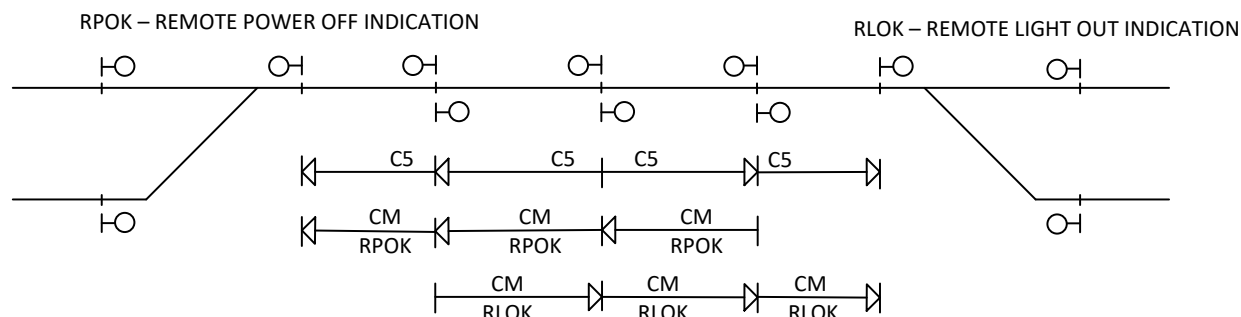 RPOK – REMOTE POWER OFF INDICATION
RLOK – REMOTE LIGHT OUT INDICATION
C5 C5 C5 C5
CM CM CM
RPOK RPOK RPOK
CM CM CM
RLOK RLOK RLOK